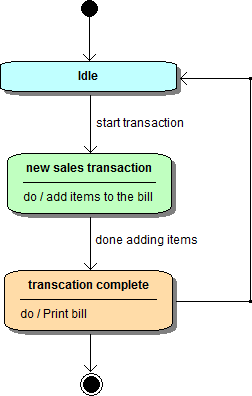 Idle
start transaction
new sales transaction
do / add items to the bill
done adding items
transcation complete
do / Print bill